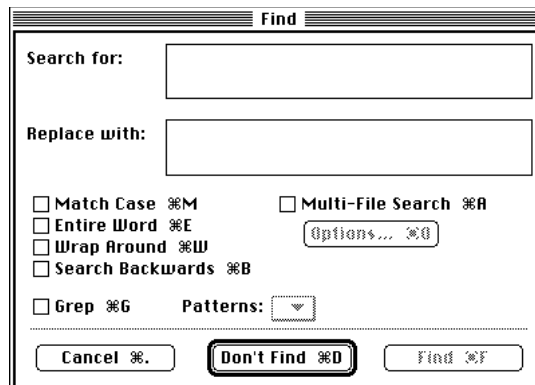 Find
Search for:
Replace with:
Match Case ⌘M
Multi-File Search ⌘A
Entire Word ⌘E
Options... ⌘O
Wrap Around ⌘W
Search Backwards ⌘B
Grep ⌘G
Patterns:
Cancel ⌘.
Don't Find ⌘D
Find ⌘F